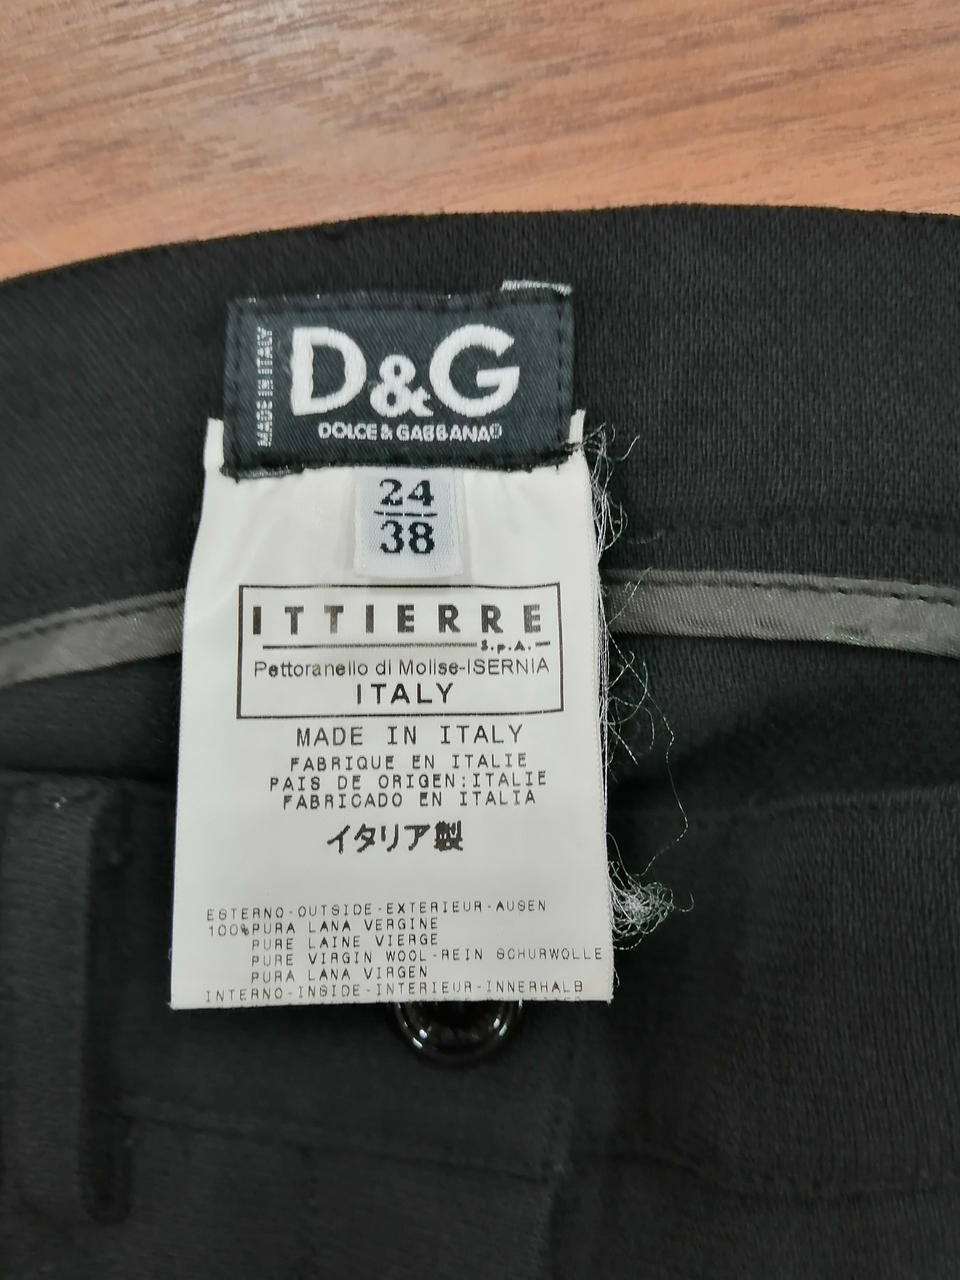 MADE IN ITALY
D&G
DOLCE & GABBANA®
24
38
ITTIERRE
S.p.A.
Pettoranello di Molise-ISERNIA
ITALY
MADE IN ITALY
FABRIQUE EN ITALIE
PAIS DE ORIGEN:ITALIE
FABRICADO EN ITALIA
イタリア製
ESTERNO-OUTSIDE-EXTERIEUR-AUSEN
100%PURA LANA VERGINE
PURE LAINE VIERGE
PURE VIRGIN WOOL-REIN SCHURWOLLE
PURA LANA VIRGEN
INTERNO-INSIDE-INTERIEUR-INNERHALB